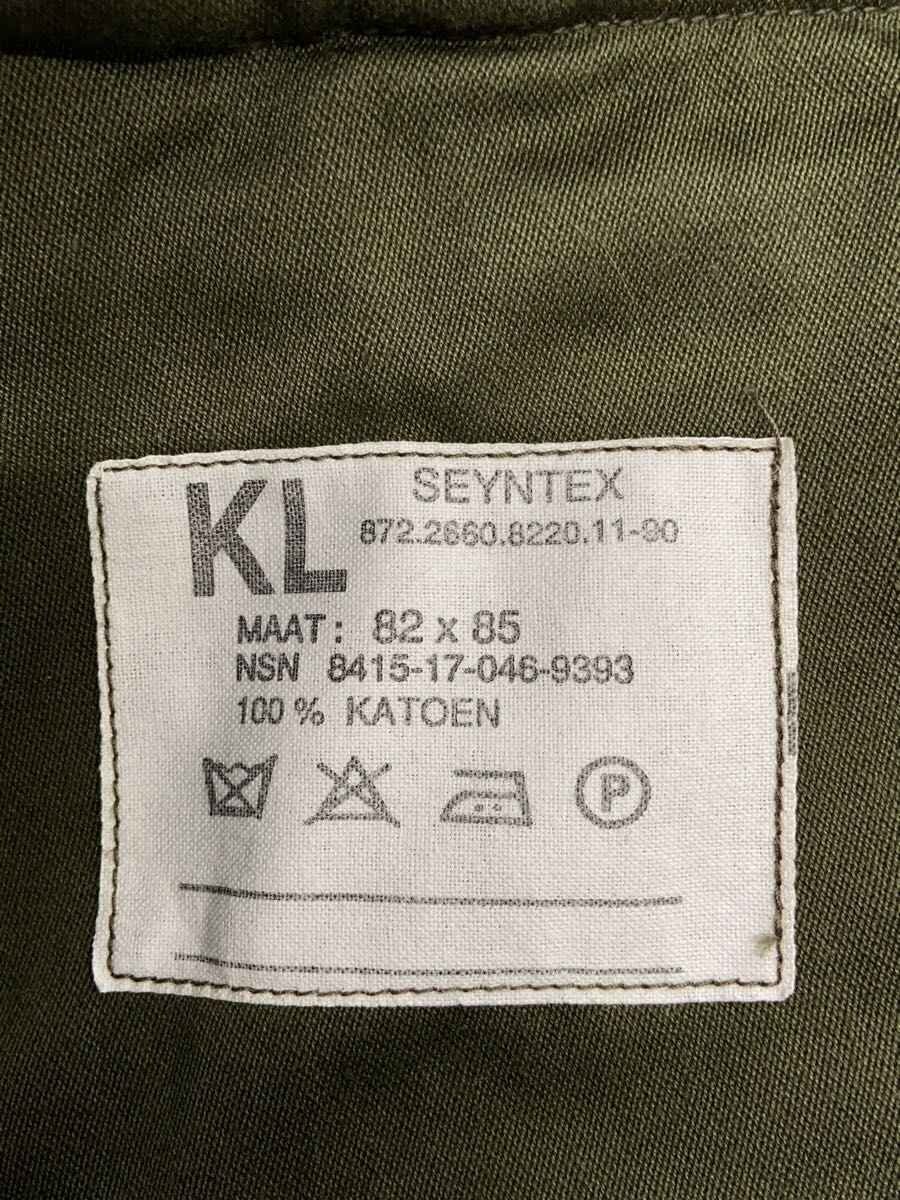 KL SEYNTEX
872.2660.8220.11-90
MAAT: 82 x 85
NSN 8415-17-046-9393
100 % KATOEN
P